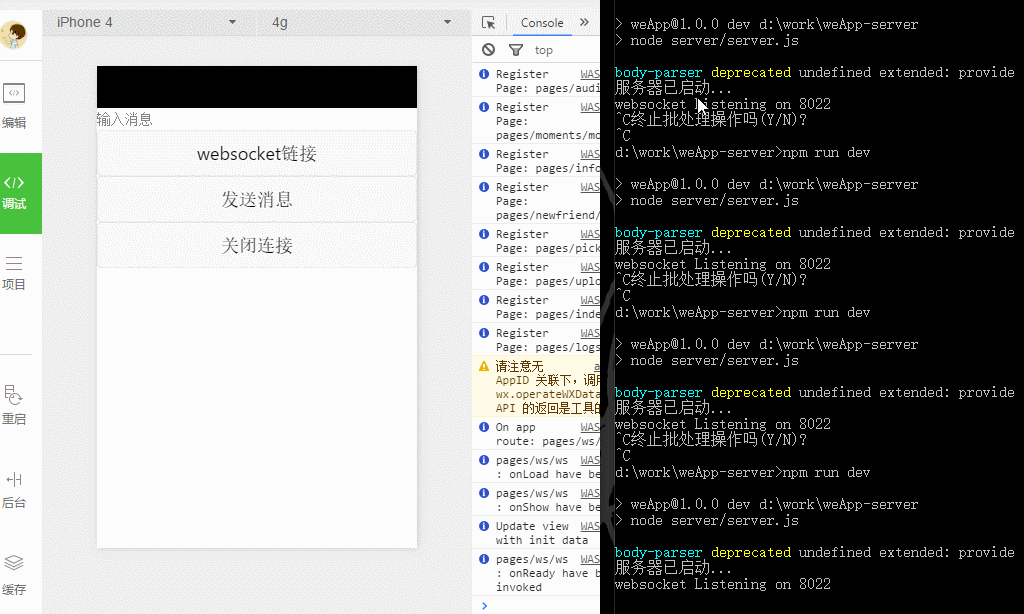 iPhone 4
4g
编辑
调试
项目
重启
后台
缓存
输入消息
websocket链接
发送消息
关闭连接
Console »
top
Register WAS
Page: pages/audi
Register WAS
Page:
pages/moments/mo
Register WAS
Page: pages/info
Register WAS
Page:
pages/newfriend/
Register WAS
Page: pages/pick
Register WAS
Page: pages/uplo
Register WAS
Page: pages/inde
Register WAS
Page: pages/logs
请注意无 a
AppID 关联下，调用
wx.operateWXData
API 的返回是工具的
On app WAS
route: pages/ws/
pages/ws/ws WAS
: onLoad have be
pages/ws/ws WAS
: onShow have be
Update view WAS
with init data
pages/ws/ws WAS
: onReady have b
invoked
>
> weApp@1.0.0 dev d:\work\weApp-server
> node server/server.js
body-parser deprecated undefined extended: provide
服务器已启动...
websocket Listening on 8022
^C终止批处理操作吗(Y/N)?
^C
d:\work\weApp-server>npm run dev
> weApp@1.0.0 dev d:\work\weApp-server
> node server/server.js
body-parser deprecated undefined extended: provide
服务器已启动...
websocket Listening on 8022
^C终止批处理操作吗(Y/N)?
^C
d:\work\weApp-server>npm run dev
> weApp@1.0.0 dev d:\work\weApp-server
> node server/server.js
body-parser deprecated undefined extended: provide
服务器已启动...
websocket Listening on 8022
^C终止批处理操作吗(Y/N)?
^C
d:\work\weApp-server>npm run dev
> weApp@1.0.0 dev d:\work\weApp-server
> node server/server.js
body-parser deprecated undefined extended: provide
服务器已启动...
websocket Listening on 8022